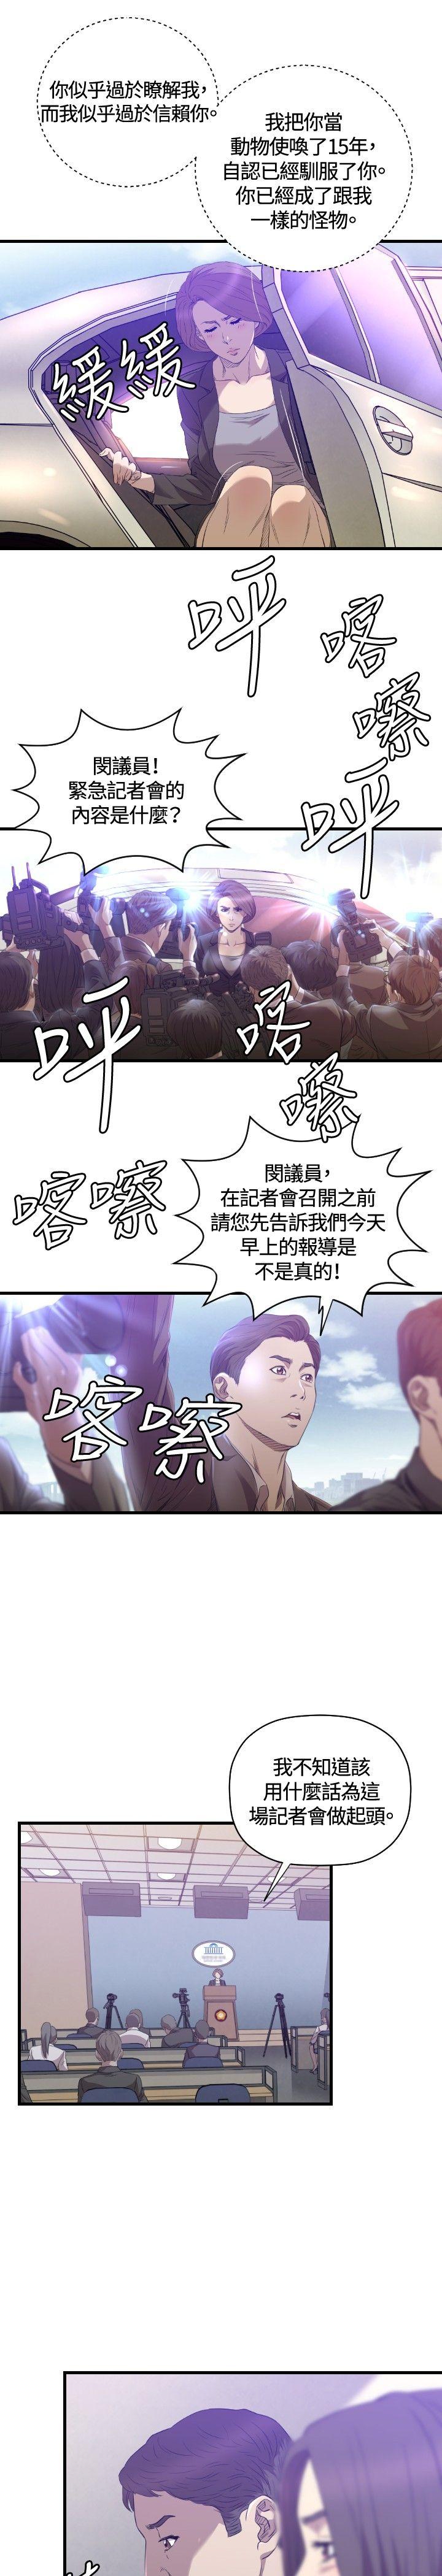 你似乎過於瞭解我，
而我似乎過於信賴你。
我把你當
動物使喚了15年，
自認已經馴服了你。
你已經成了跟我
一樣的怪物。
緩緩
呯
喀嚓
呯
閔議員！
緊急記者會的
內容是什麼？
呯
喀嚓
喀嚓
閔議員，
在記者會召開之前
請您先告訴我們今天
早上的報導是
不是真的！
喀嚓
我不知道該
用什麼話為這
場記者會做起頭。